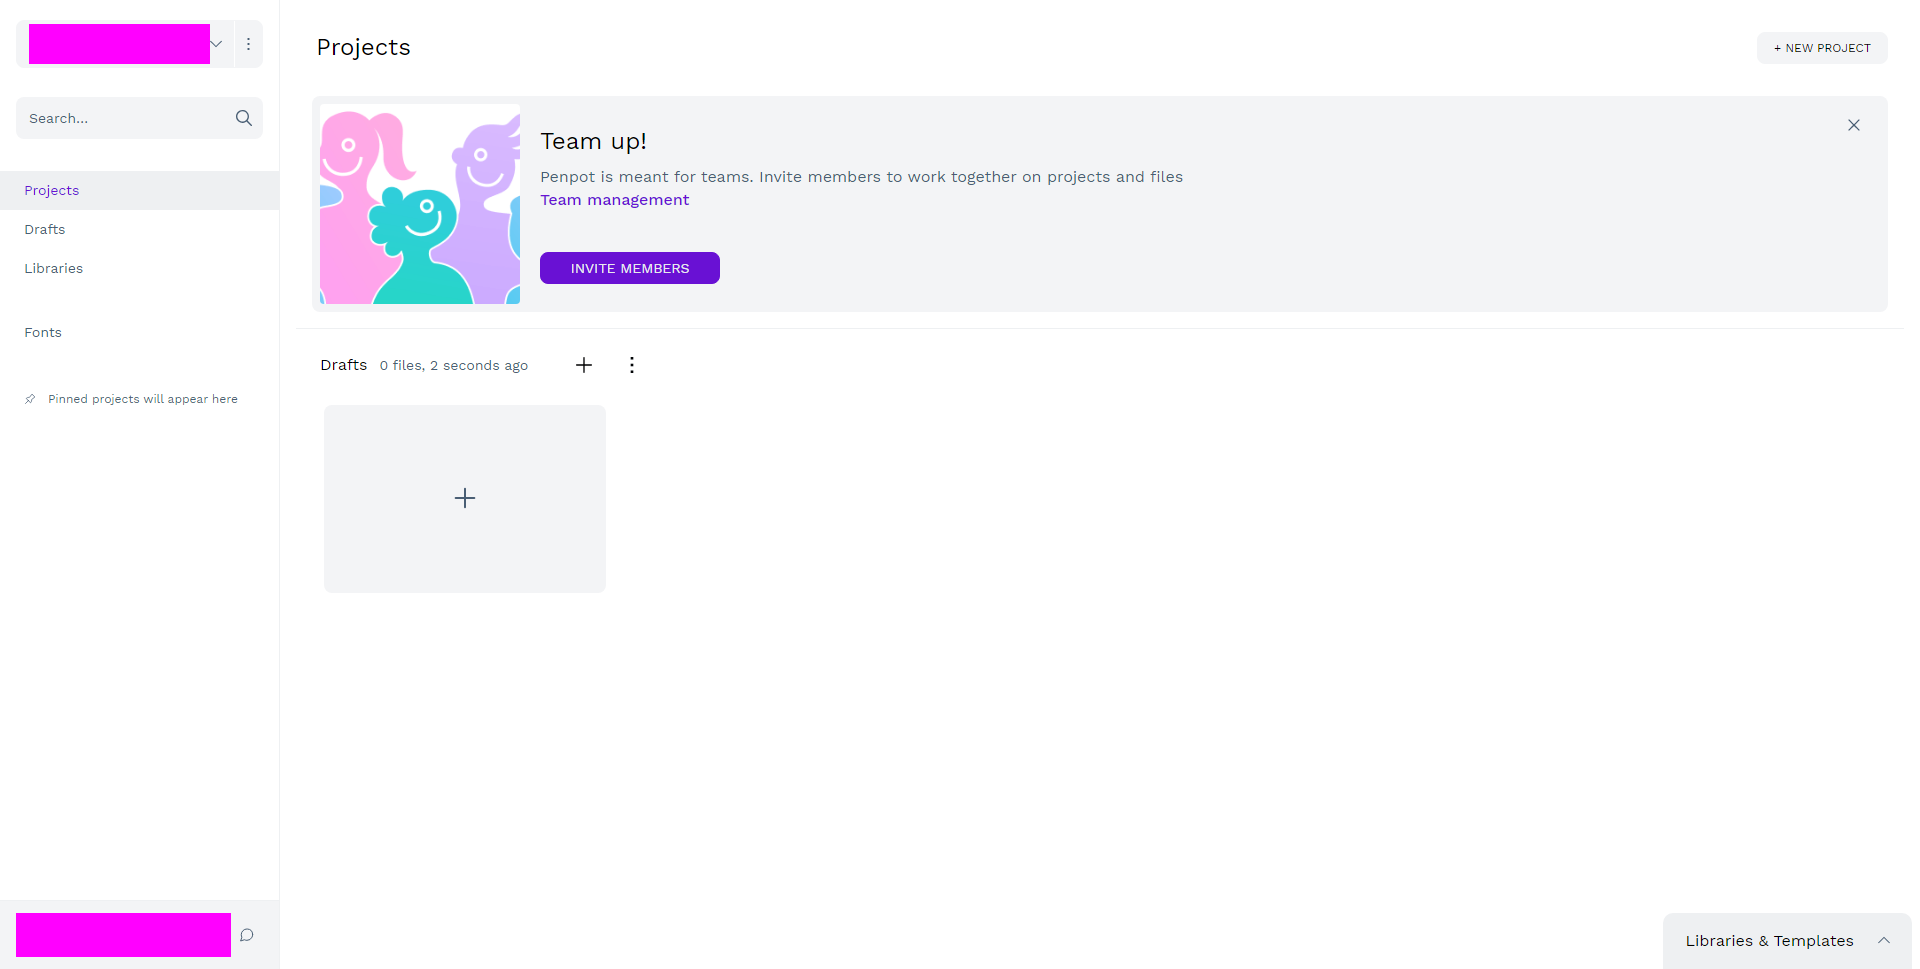 Search...
Projects
Drafts
Libraries
Fonts
Pinned projects will appear here
Projects
+ NEW PROJECT
Team up!
Penpot is meant for teams. Invite members to work together on projects and files
Team management
INVITE MEMBERS
Drafts 0 files, 2 seconds ago
Libraries & Templates